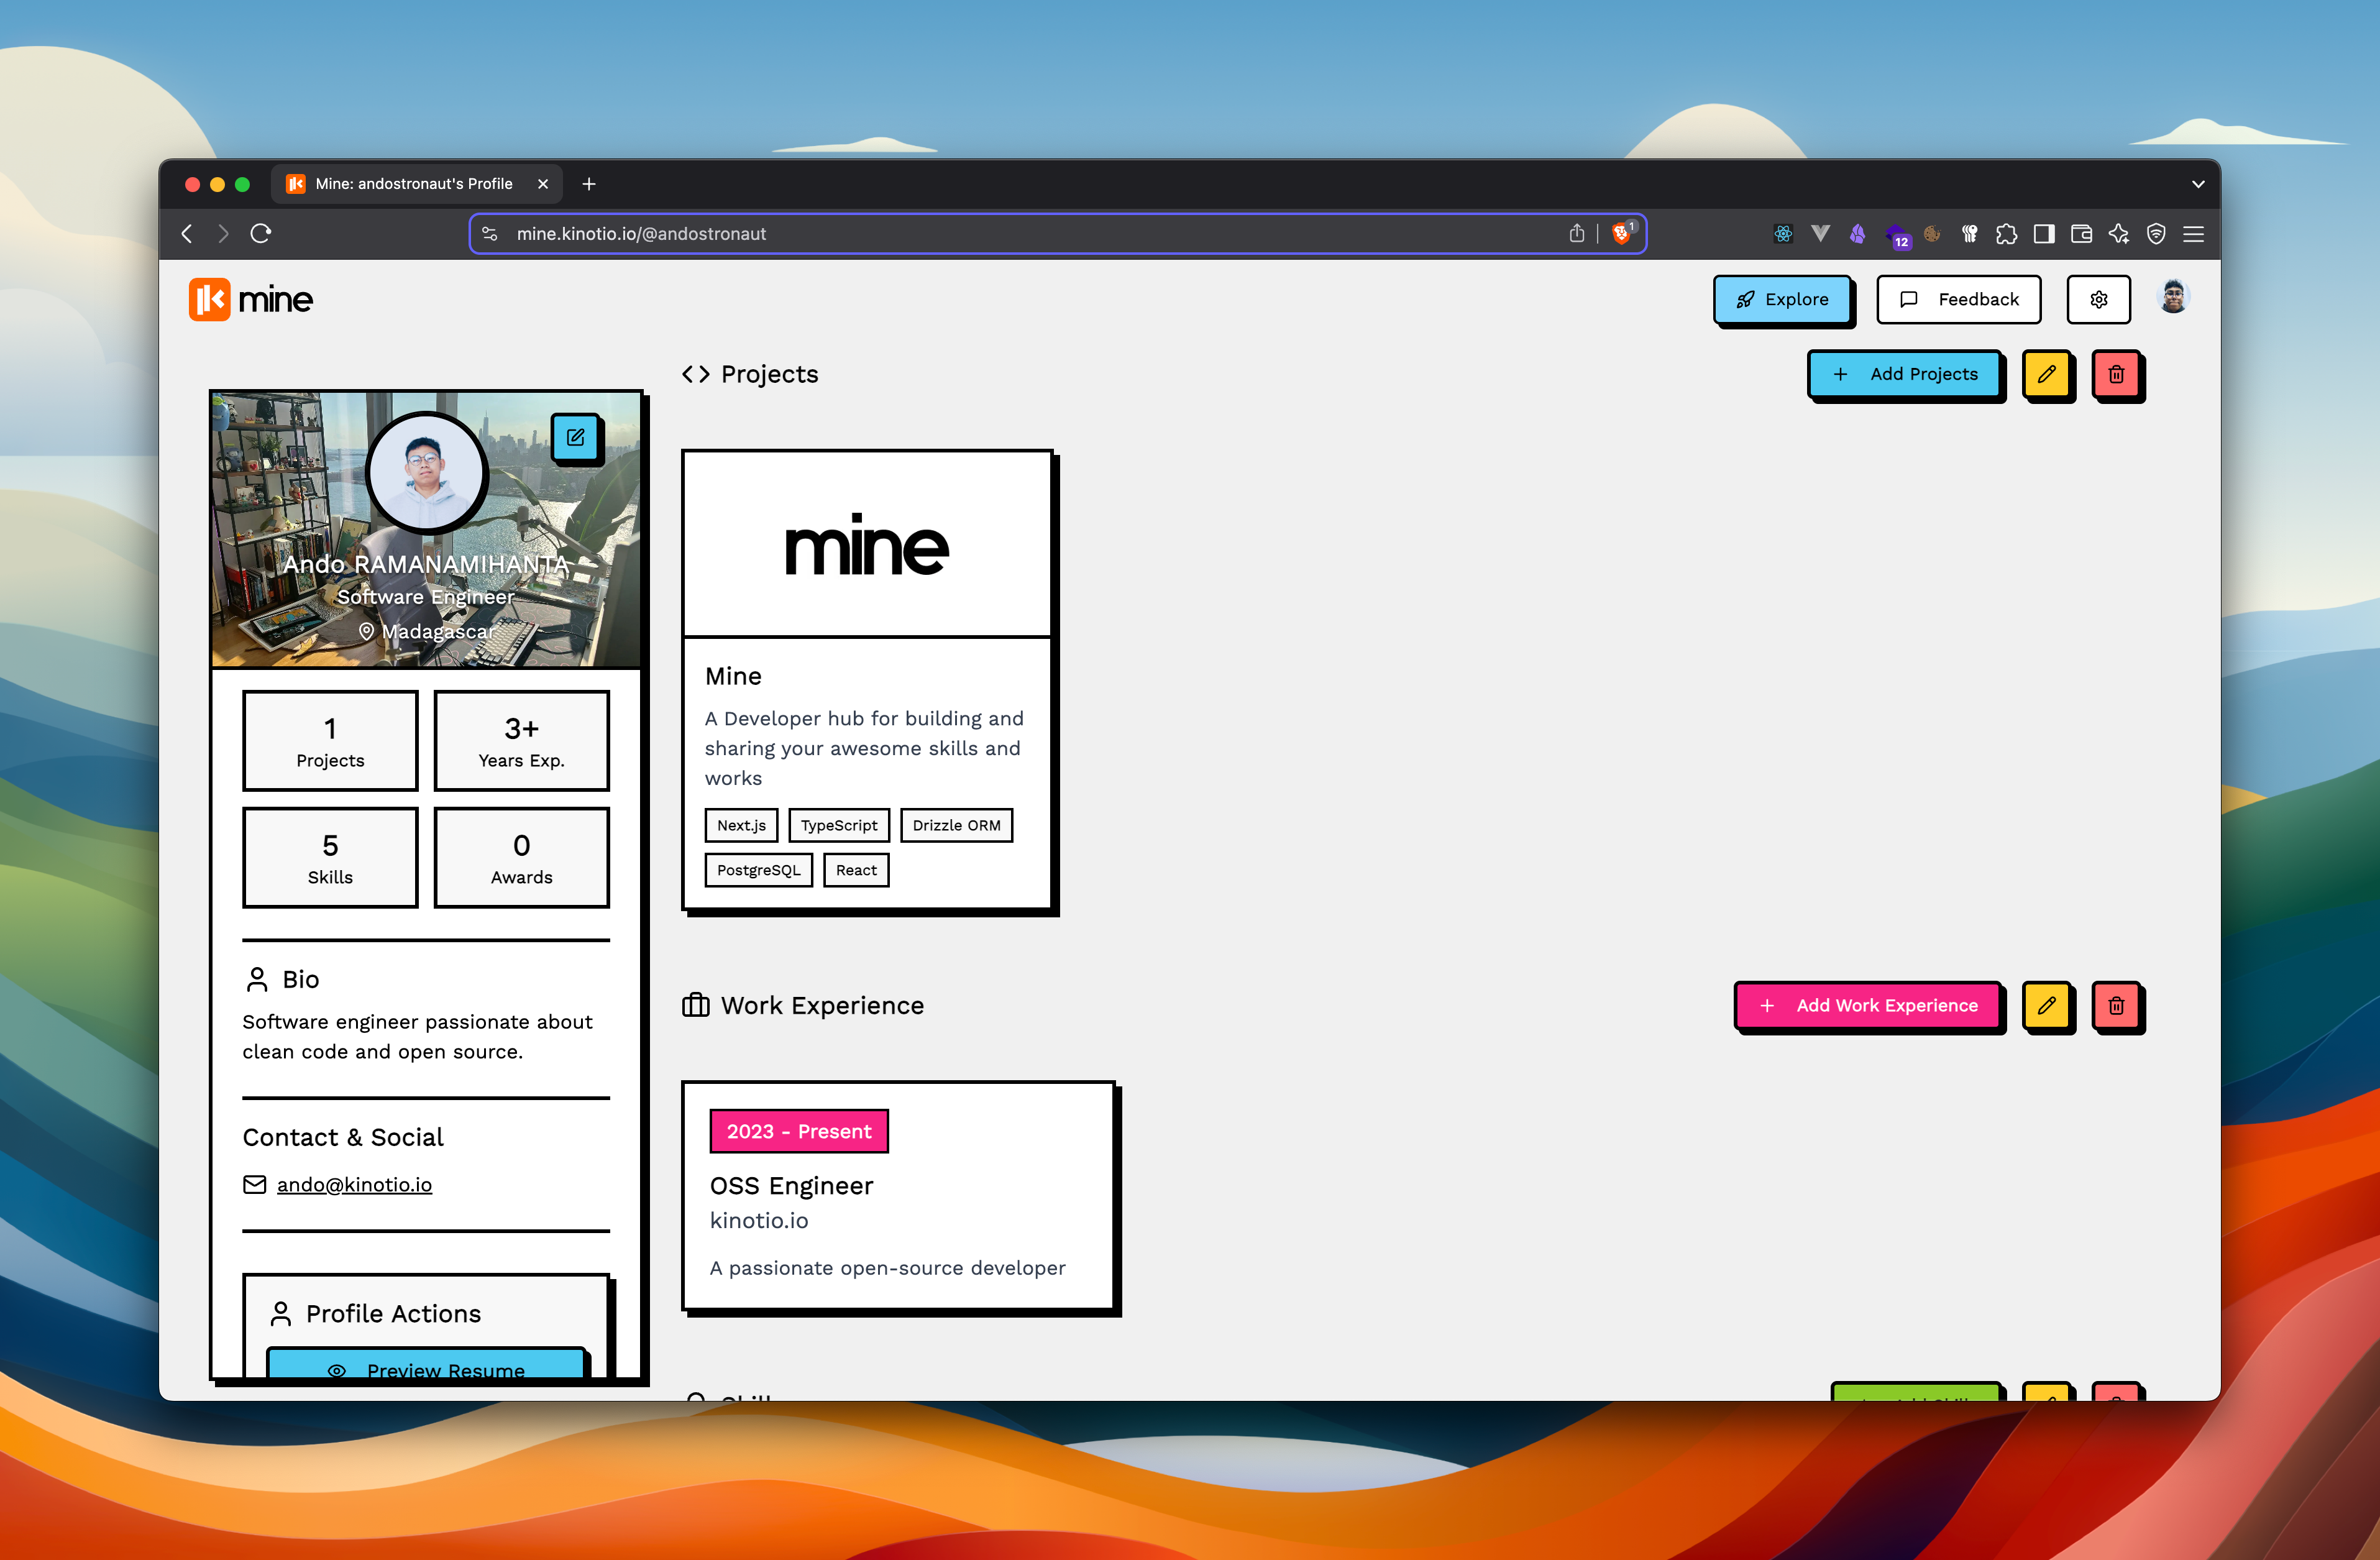 Mine: andostronaut's Profile
mine.kinotio.io/@andostronaut
1
12
mine
Explore
Feedback
Ando RAMANAMIHANTA
Software Engineer
Madagascar
1
Projects
3+
Years Exp.
5
Skills
0
Awards
Bio
Software engineer passionate about
clean code and open source.
Contact & Social
ando@kinotio.io
Profile Actions
Preview Resume
Projects
Add Projects
mine
Mine
A Developer hub for building and
sharing your awesome skills and
works
Next.js
TypeScript
Drizzle ORM
PostgreSQL
React
Work Experience
Add Work Experience
2023 - Present
OSS Engineer
kinotio.io
A passionate open-source developer